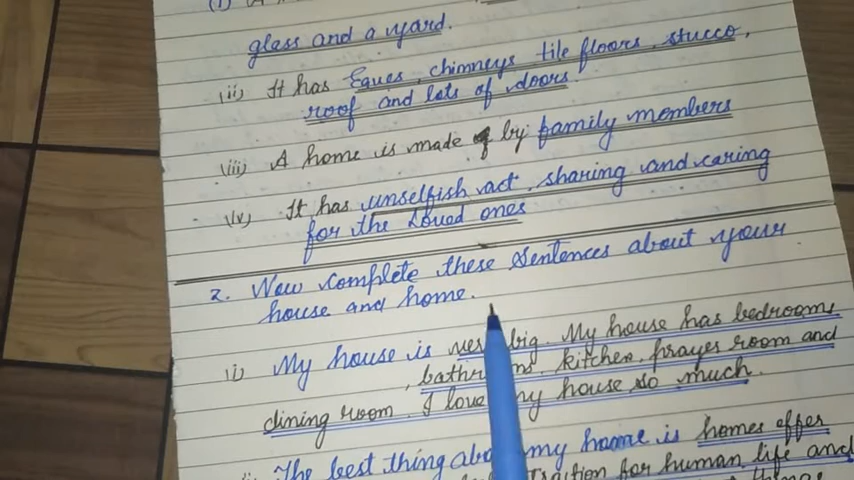 glass and a yard.
(ii) It has Eaves, chimneys tile floors, stucco,
roof and lots of doors.
(iii) A home is made of by family members
(iv) It has unselfish act, sharing and caring
for the Loved ones
2. Now complete these sentences about your
house and home.
(i) My house is big. My house has bedrooms,
, kitchen, prayer room and
dining room. I love my house so much.
The best thing my home is homes offer
for human life and